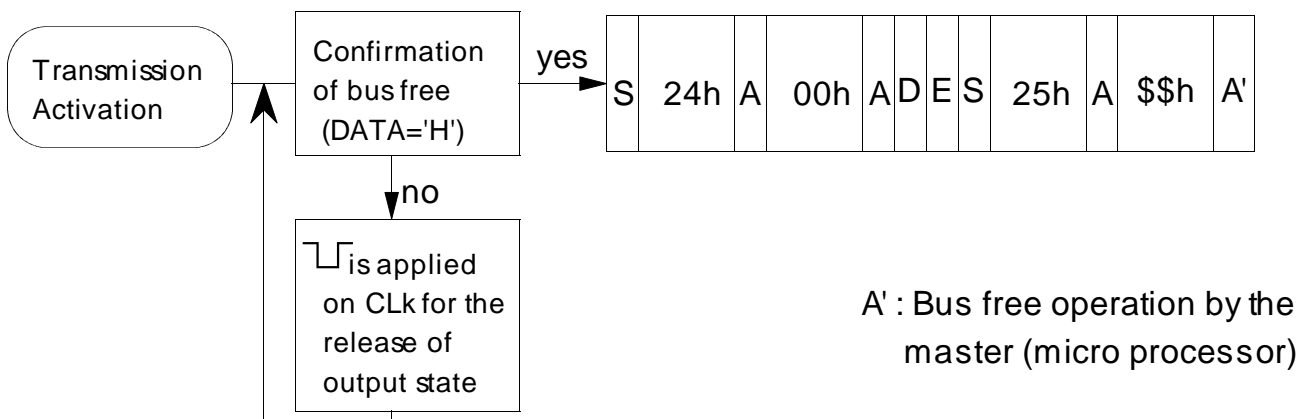 Transmission
Activation
Confirmation
of bus free
(DATA='H')
yes
S 24h A 00h A D E S 25h A $$h A'
no
is applied
on CLk for the
release of
output state
A' : Bus free operation by the
master (micro processor)